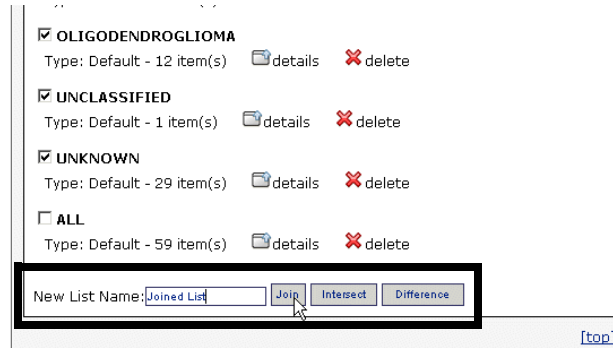 OLIGODENDROGLIOMA
Type: Default - 12 item(s) details delete
UNCLASSIFIED
Type: Default - 1 item(s) details delete
UNKNOWN
Type: Default - 29 item(s) details delete
ALL
Type: Default - 59 item(s) details delete
New List Name: Joined List Join Intersect Difference
[top]